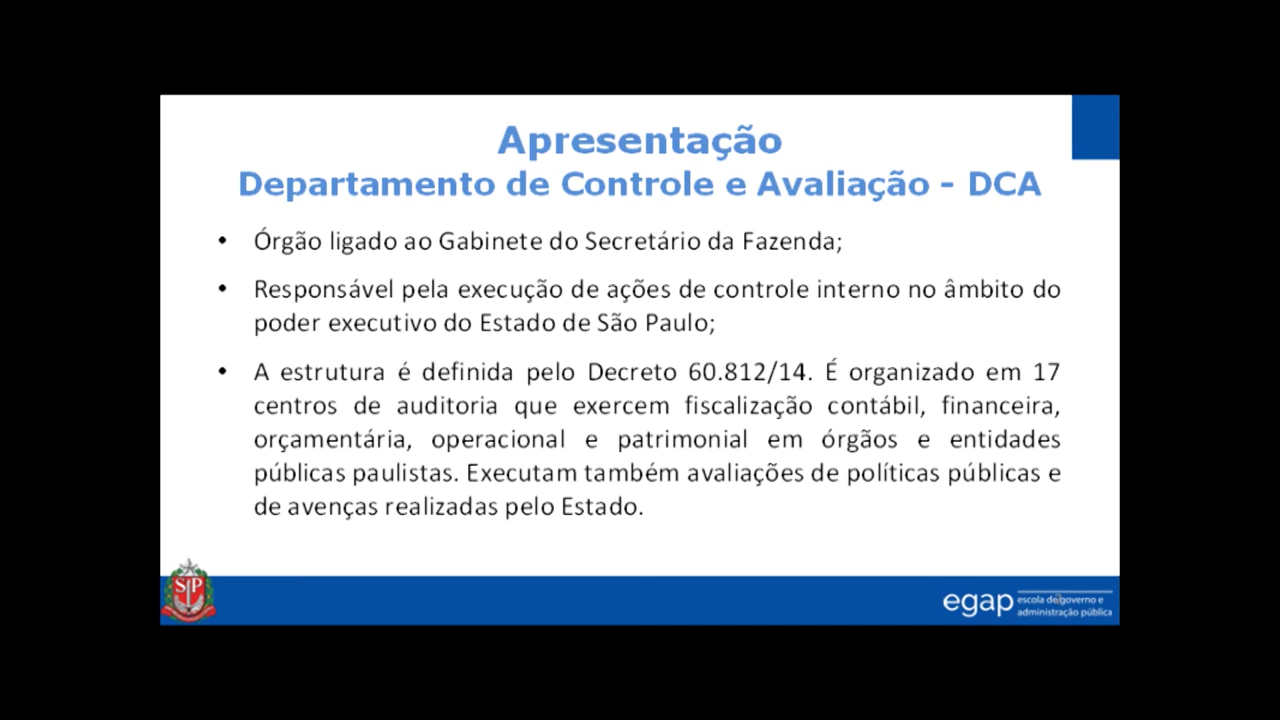 Apresentação
Departamento de Controle e Avaliação - DCA
• Órgão ligado ao Gabinete do Secretário da Fazenda;
• Responsável pela execução de ações de controle interno no âmbito do
poder executivo do Estado de São Paulo;
• A estrutura é definida pelo Decreto 60.812/14. É organizado em 17
centros de auditoria que exercem fiscalização contábil, financeira,
orçamentária, operacional e patrimonial em órgãos e entidades
públicas paulistas. Executam também avaliações de políticas públicas e
de avenças realizadas pelo Estado.
SP
egap
escola de governo e
administração pública